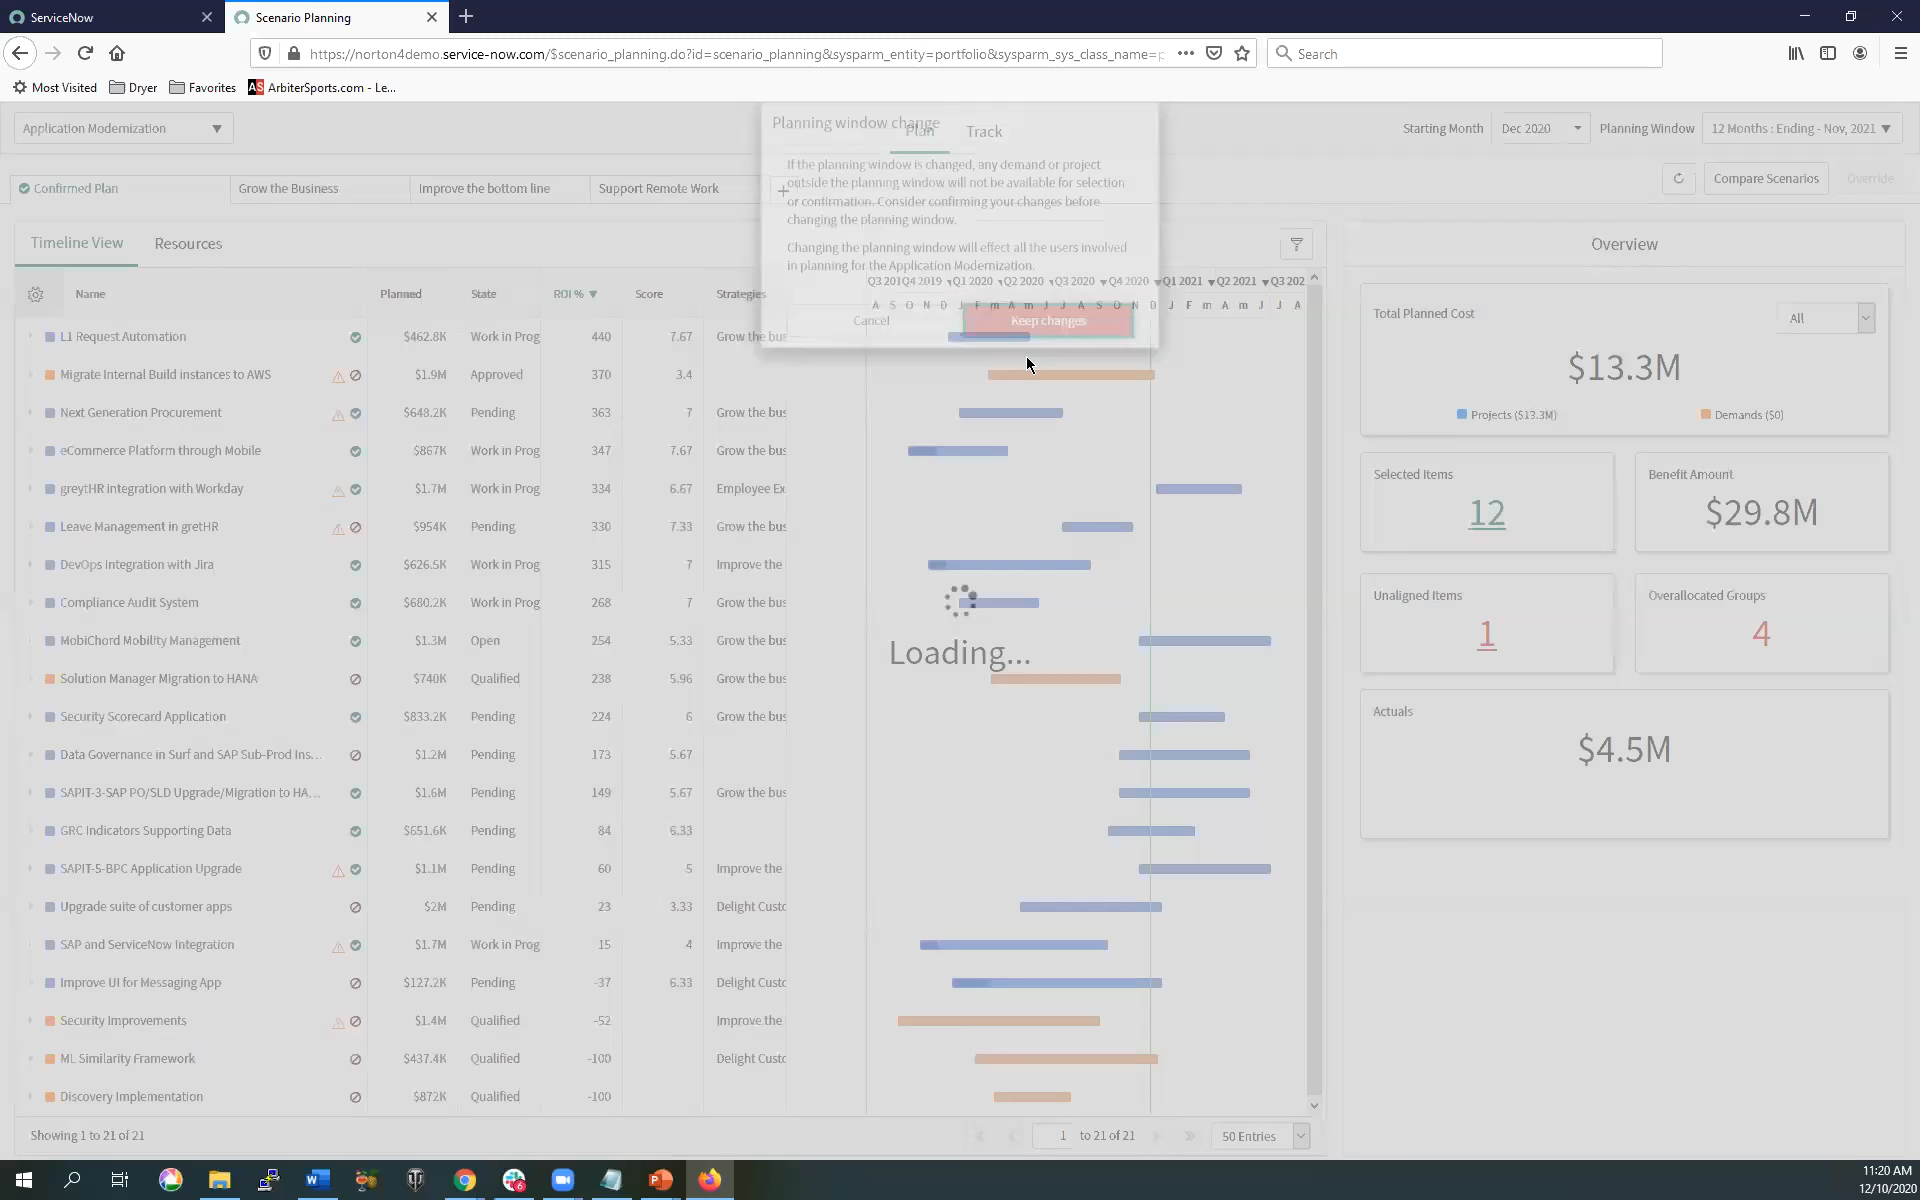 ServiceNow
Scenario Planning
https://norton4demo.service-now.com/$scenario_planning.do?id=scenario_planning&sysparm_entity=portfolio&sysparm_sys_class_name=p
Search
Most Visited
Dryer
Favorites
AS ArbiterSports.com - Le...
Application Modernization
Planning window change
Plan
Track
Starting Month
Dec 2020
Planning Window
12 Months : Ending - Nov, 2021
If the planning window is changed, any demand or project
outside the planning window will not be available for selection
or confirmation. Consider confirming your changes before
changing the planning window.
Changing the planning window will effect all the users involved
in planning for the Application Modernization.
Cancel
Keep changes
Confirmed Plan
Grow the Business
Improve the bottom line
Support Remote Work
Compare Scenarios
Override
Timeline View
Resources
Overview
Name Planned State ROI % Score Strategies
Q3 201 Q4 2019 Q1 2020 Q2 2020 Q3 2020 Q4 2020 Q1 2021 Q2 2021 Q3 202
A S O N D J F m A m J J A S O N D J F m A m J J A
L1 Request Automation $462.8K Work in Prog 440 7.67 Grow the bus
Migrate Internal Build instances to AWS $1.9M Approved 370 3.4
Next Generation Procurement $648.2K Pending 363 7 Grow the bus
eCommerce Platform through Mobile $867K Work in Prog 347 7.67 Grow the bus
greytHR integration with Workday $1.7M Work in Prog 334 6.67 Employee Ex
Leave Management in gretHR $954K Pending 330 7.33 Grow the bus
DevOps Integration with Jira $626.5K Work in Prog 315 7 Improve the
Compliance Audit System $680.2K Work in Prog 268 7 Grow the bus
MobiChord Mobility Management $1.3M Open 254 5.33 Grow the bus
Solution Manager Migration to HANA $740K Qualified 238 5.96 Grow the bus
Security Scorecard Application $833.2K Pending 224 6 Grow the bus
Data Governance in Surf and SAP Sub-Prod Ins... $1.2M Pending 173 5.67
SAPIT-3-SAP PO/SLD Upgrade/Migration to HA... $1.6M Pending 149 5.67 Grow the bus
GRC Indicators Supporting Data $651.6K Pending 84 6.33
SAPIT-5-BPC Application Upgrade $1.1M Pending 60 5 Improve the
Upgrade suite of customer apps $2M Pending 23 3.33 Delight Custo
SAP and ServiceNow Integration $1.7M Work in Prog 15 4 Improve the
Improve UI for Messaging App $127.2K Pending -37 6.33 Delight Custo
Security Improvements $1.4M Qualified -52 Improve the
ML Similarity Framework $437.4K Qualified -100 Delight Custo
Discovery Implementation $872K Qualified -100
Loading...
Showing 1 to 21 of 21
1 to 21 of 21
50 Entries
Total Planned Cost
All
$13.3M
Projects ($13.3M)
Demands ($0)
Selected Items
12
Benefit Amount
$29.8M
Unaligned Items
1
Overallocated Groups
4
Actuals
$4.5M
11:20 AM
12/10/2020